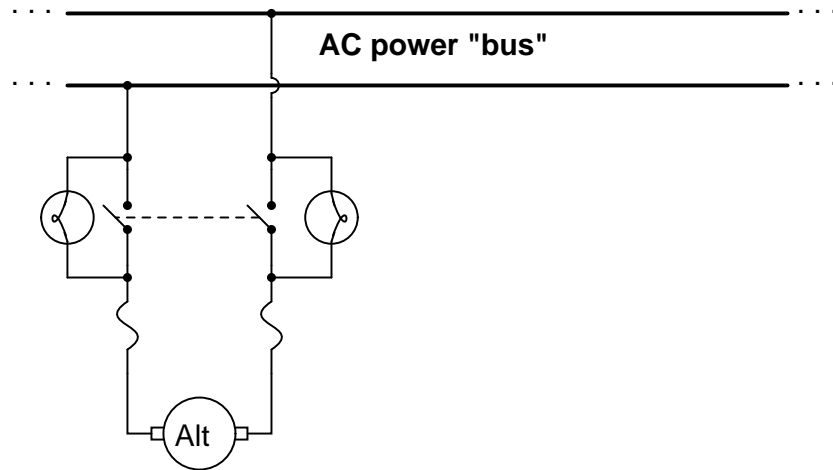 . . . . . .
AC power "bus"
. . . . . .
Alt